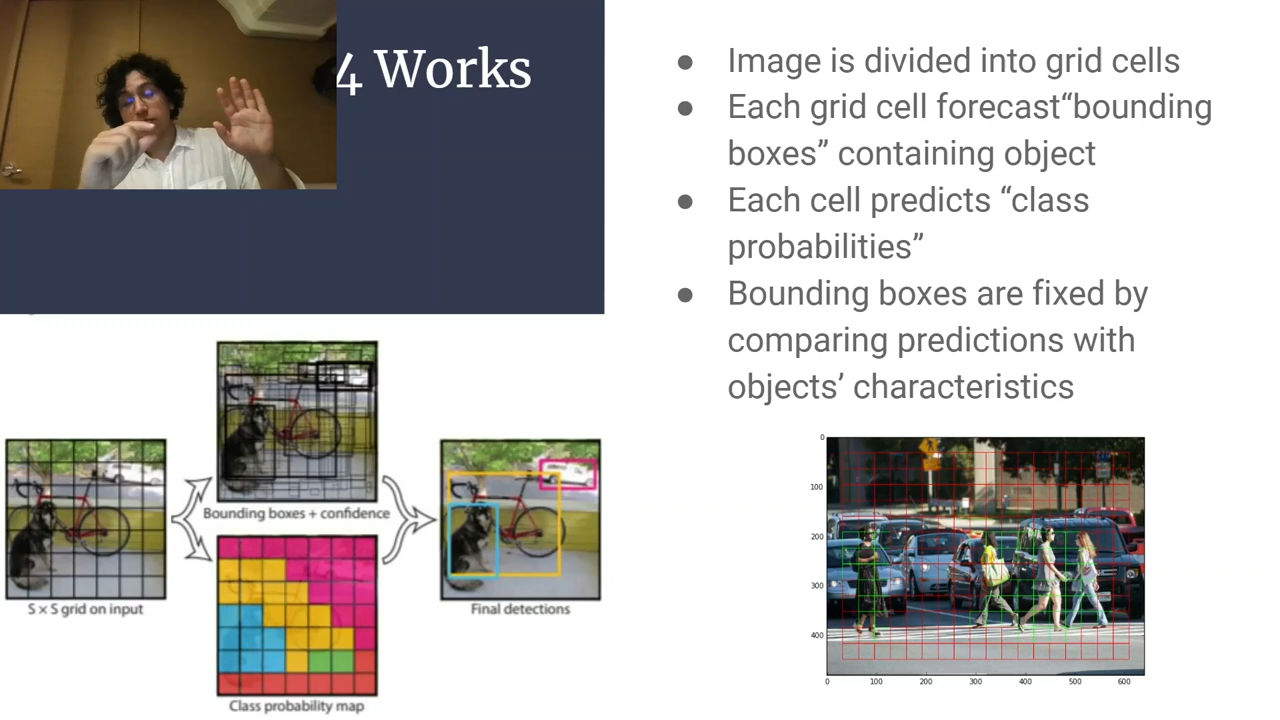 4 Works
● Image is divided into grid cells
● Each grid cell forecast“bounding
boxes” containing object
● Each cell predicts “class
probabilities”
● Bounding boxes are fixed by
comparing predictions with
objects’ characteristics
S × S grid on input
Bounding boxes + confidence
Class probability map
Final detections
0
100
200
300
400
0 100 200 300 400 500 600